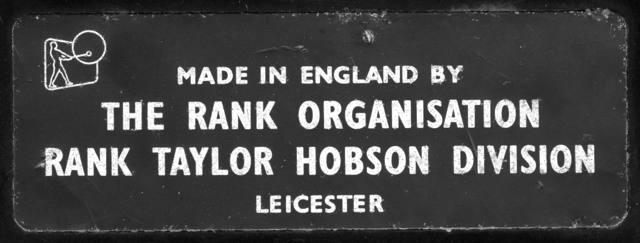 MADE IN ENGLAND BY
THE RANK ORGANISATION
RANK TAYLOR HOBSON DIVISION
LEICESTER